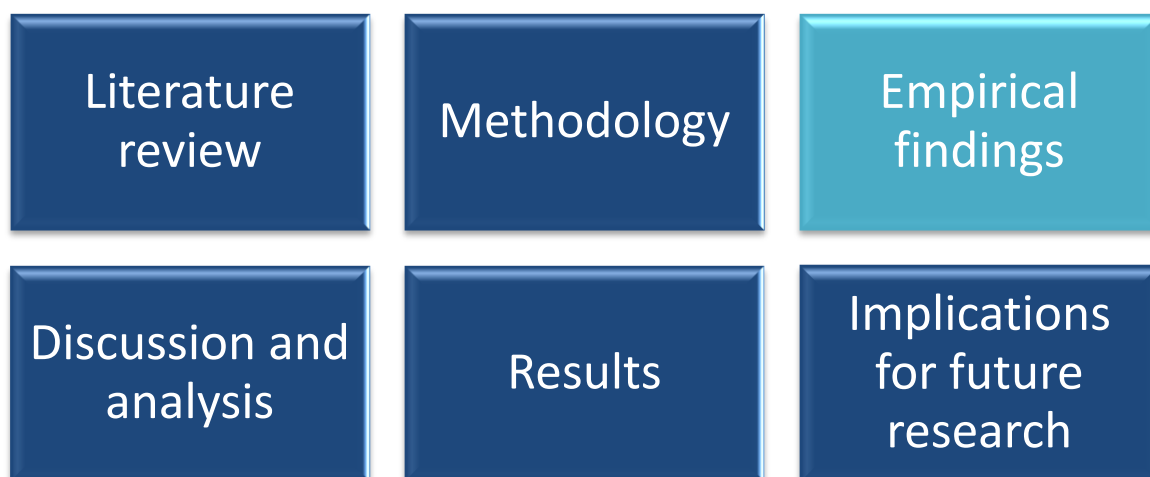 Literature
review
Methodology
Empirical
findings
Discussion and
analysis
Results
Implications
for future
research